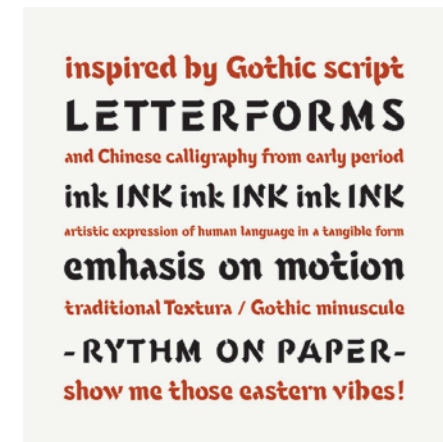 inspired by Gothic script
LETTERFORMS
and Chinese calligraphy from early period
ink INK ink INK ink INK
artistic expression of human language in a tangible form
emhasis on motion
traditional Textura / Gothic minuscule
-RYTHM ON PAPER-
show me those eastern vibes!